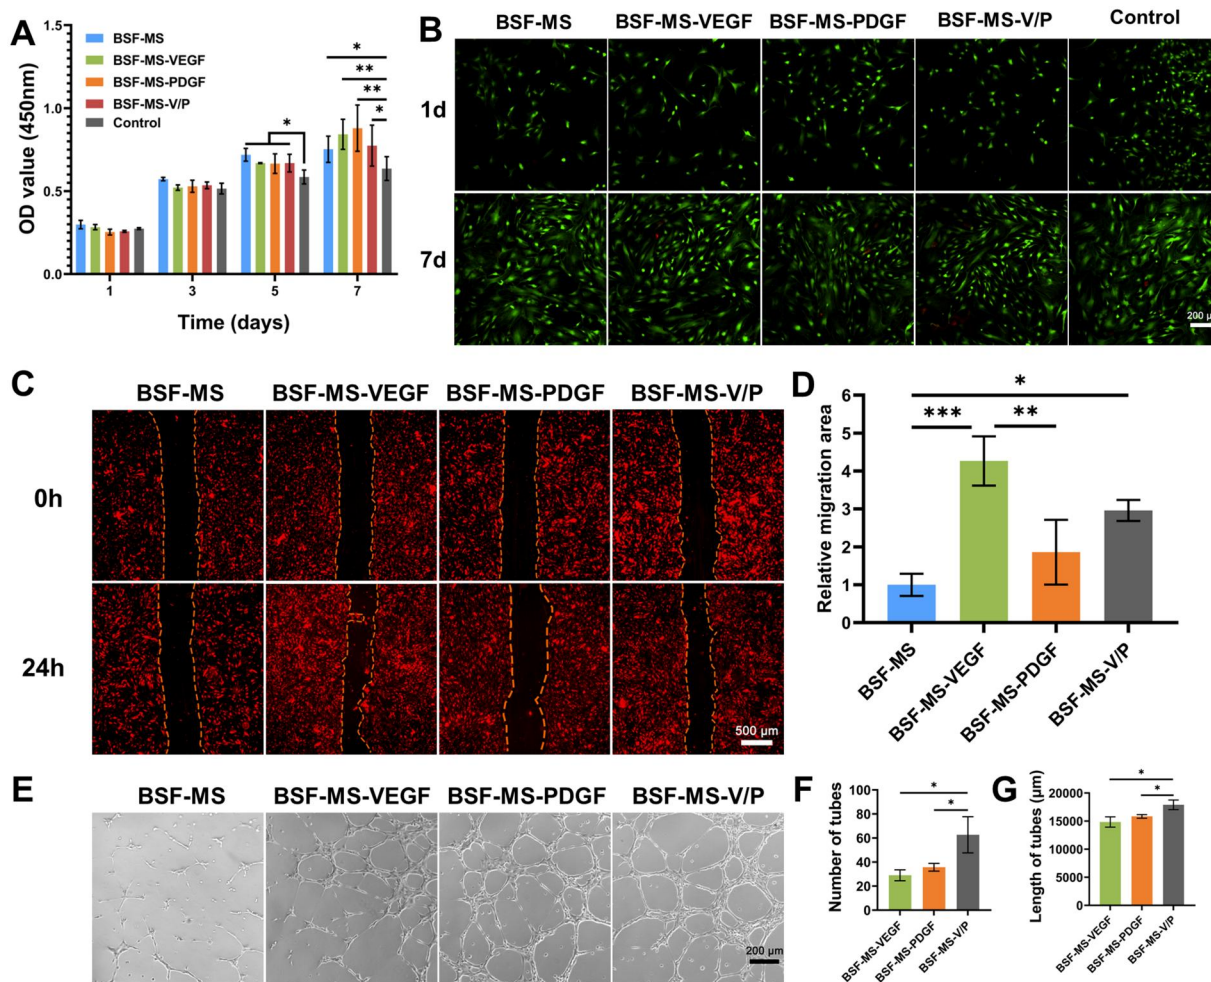 A
BSF-MS
BSF-MS-VEGF
BSF-MS-PDGF
BSF-MS-V/P
Control
OD value (450nm)
1.5
1.0
0.5
0.0
*
*
**
**
*
1 3 5 7
Time (days)
B
BSF-MS BSF-MS-VEGF BSF-MS-PDGF BSF-MS-V/P Control
1d
7d
200 μ
C
BSF-MS BSF-MS-VEGF BSF-MS-PDGF BSF-MS-V/P
0h
24h
500 μm
D
Relative migration area
6
5
4
3
2
1
0
*
*** **
BSF-MS
BSF-MS-VEGF
BSF-MS-PDGF
BSF-MS-V/P
E
BSF-MS BSF-MS-VEGF BSF-MS-PDGF BSF-MS-V/P
200 μm
F
Number of tubes
100
80
60
40
20
0
*
*
BSF-MS-VEGF
BSF-MS-PDGF
BSF-MS-V/P
G
Length of tubes (μm)
20000
15000
10000
5000
0
*
*
BSF-MS-VEGF
BSF-MS-PDGF
BSF-MS-V/P